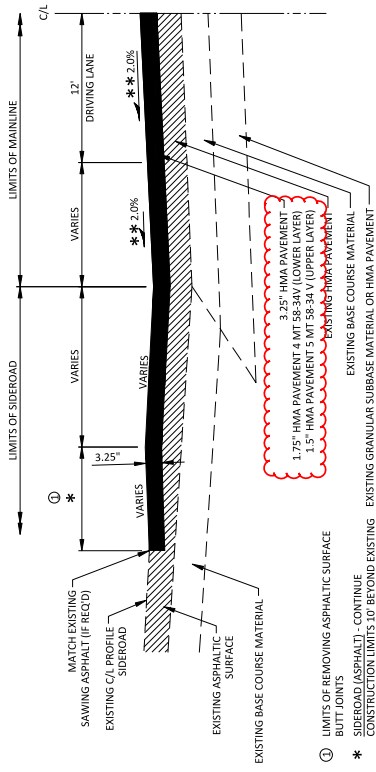 C/L
LIMITS OF SIDEROAD
LIMITS OF MAINLINE
①
*
VARIES
VARIES
12'
DRIVING LANE
3.25"
VARIES
VARIES
** 2.0%
** 2.0%
MATCH EXISTING
SAWING ASPHALT (IF REQ'D)
EXISTING C/L PROFILE
SIDEROAD
EXISTING ASPHALTIC
SURFACE
EXISTING BASE COURSE MATERIAL
3.25" HMA PAVEMENT
1.75" HMA PAVEMENT 4 MT 58-34V (LOWER LAYER)
1.5" HMA PAVEMENT 5 MT 58-34 V (UPPER LAYER)
EXISTING HMA PAVEMENT
EXISTING BASE COURSE MATERIAL
EXISTING GRANULAR SUBBASE MATERIAL OR HMA PAVEMENT
① LIMITS OF REMOVING ASPHALTIC SURFACE
BUTT JOINTS
* SIDEROAD (ASPHALT) - CONTINUE
CONSTRUCTION LIMITS 10' BEYOND EXISTING